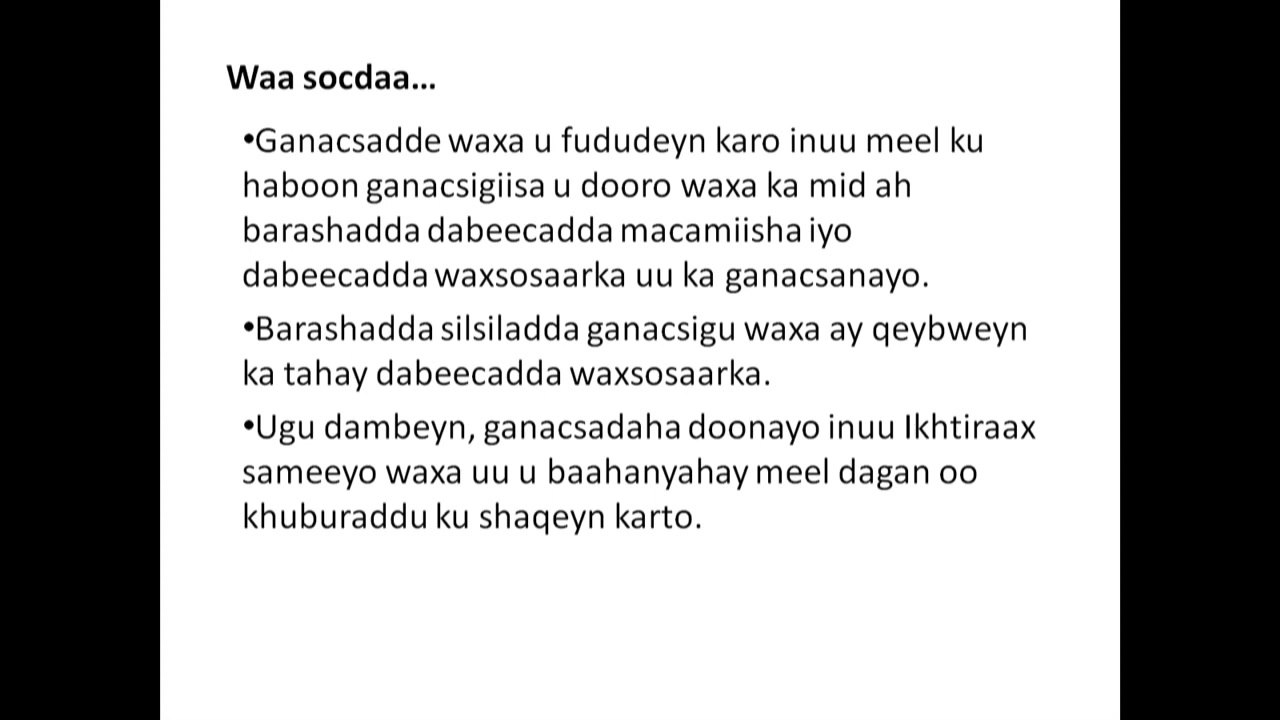 Waa socdaa...
•Ganacsadde waxa u fududeyn karo inuu meel ku
haboon ganacsigiisa u dooro waxa ka mid ah
barashadda dabeecadda macamiisha iyo
dabeecadda waxsosaarka uu ka ganacsanayo.
•Barashadda silsiladda ganacsigu waxa ay qeybweyn
ka tahay dabeecadda waxsosaarka.
•Ugu dambeyn, ganacsadaha doonayo inuu Ikhtiraax
sameeyo waxa uu u baahanyahay meel dagan oo
khuburaddu ku shaqeyn karto.